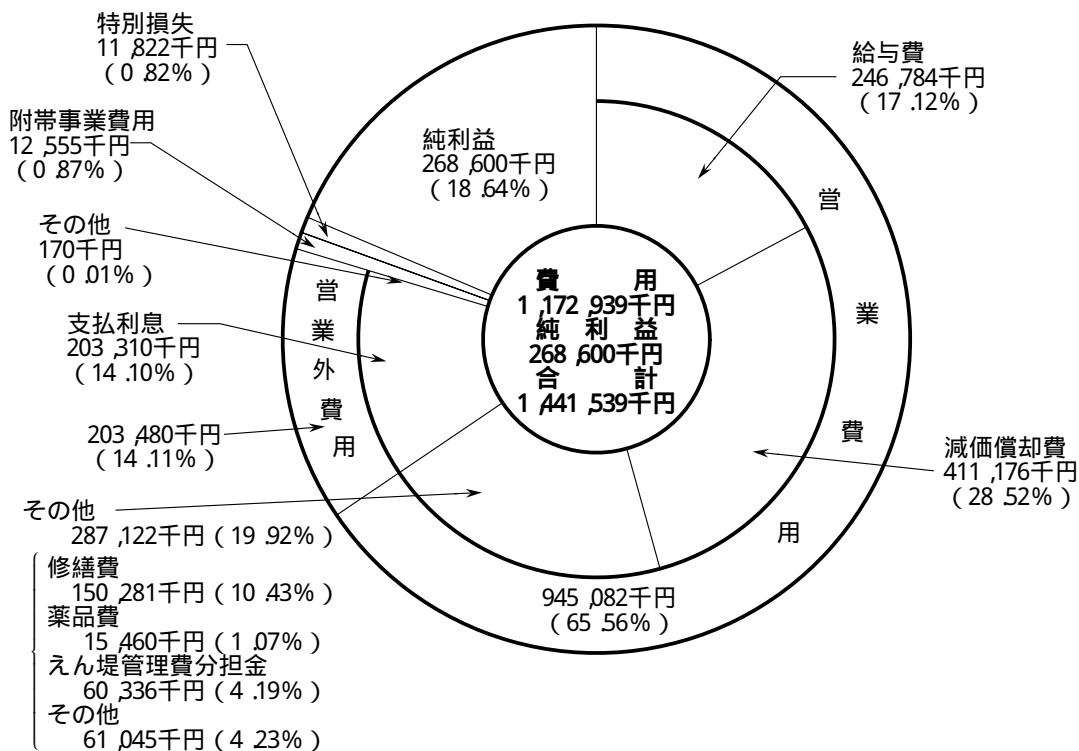 特別損失
11,822千円
(0.82%)
附帯事業費用
12,555千円
(0.87%)
その他
170千円
(0.01%)
支払利息
203,310千円
(14.10%)
営業外費用
203,480千円
(14.11%)
その他
287,122千円(19.92%)
修繕費
150,281千円(10.43%)
薬品費
15,460千円(1.07%)
えん堤管理費分担金
60,336千円(4.19%)
その他
61,045千円(4.23%)
純利益
268,600千円
(18.64%)
費用
1,172,939千円
純利益
268,600千円
合計
1,441,539千円
給与費
246,784千円
(17.12%)
営業費用
減価償却費
411,176千円
(28.52%)
945,082千円
(65.56%)